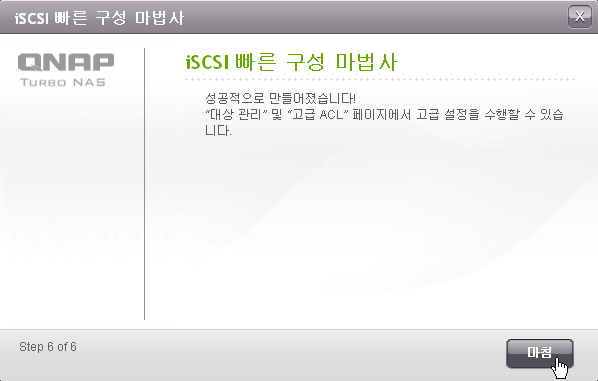 iSCSI 빠른 구성 마법사
X
QNAP
TURBO NAS
iSCSI 빠른 구성 마법사
성공적으로 만들어졌습니다!
“대상 관리” 및 “고급 ACL” 페이지에서 고급 설정을 수행할 수 있습
니다.
Step 6 of 6
마침